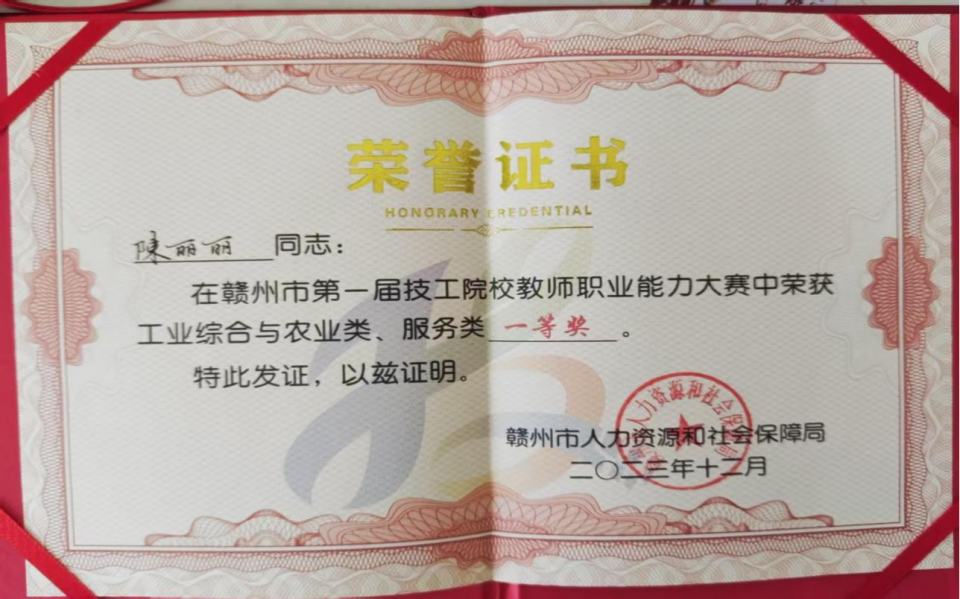 荣誉证书
HONORARY CREDENTIAL
陳丽丽 同志：
在赣州市第一届技工院校教师职业能力大赛中荣获
工业综合与农业类、服务类 一等奖 。
特此发证，以兹证明。
赣州市人力资源和社会保障局
二〇二三年十二月